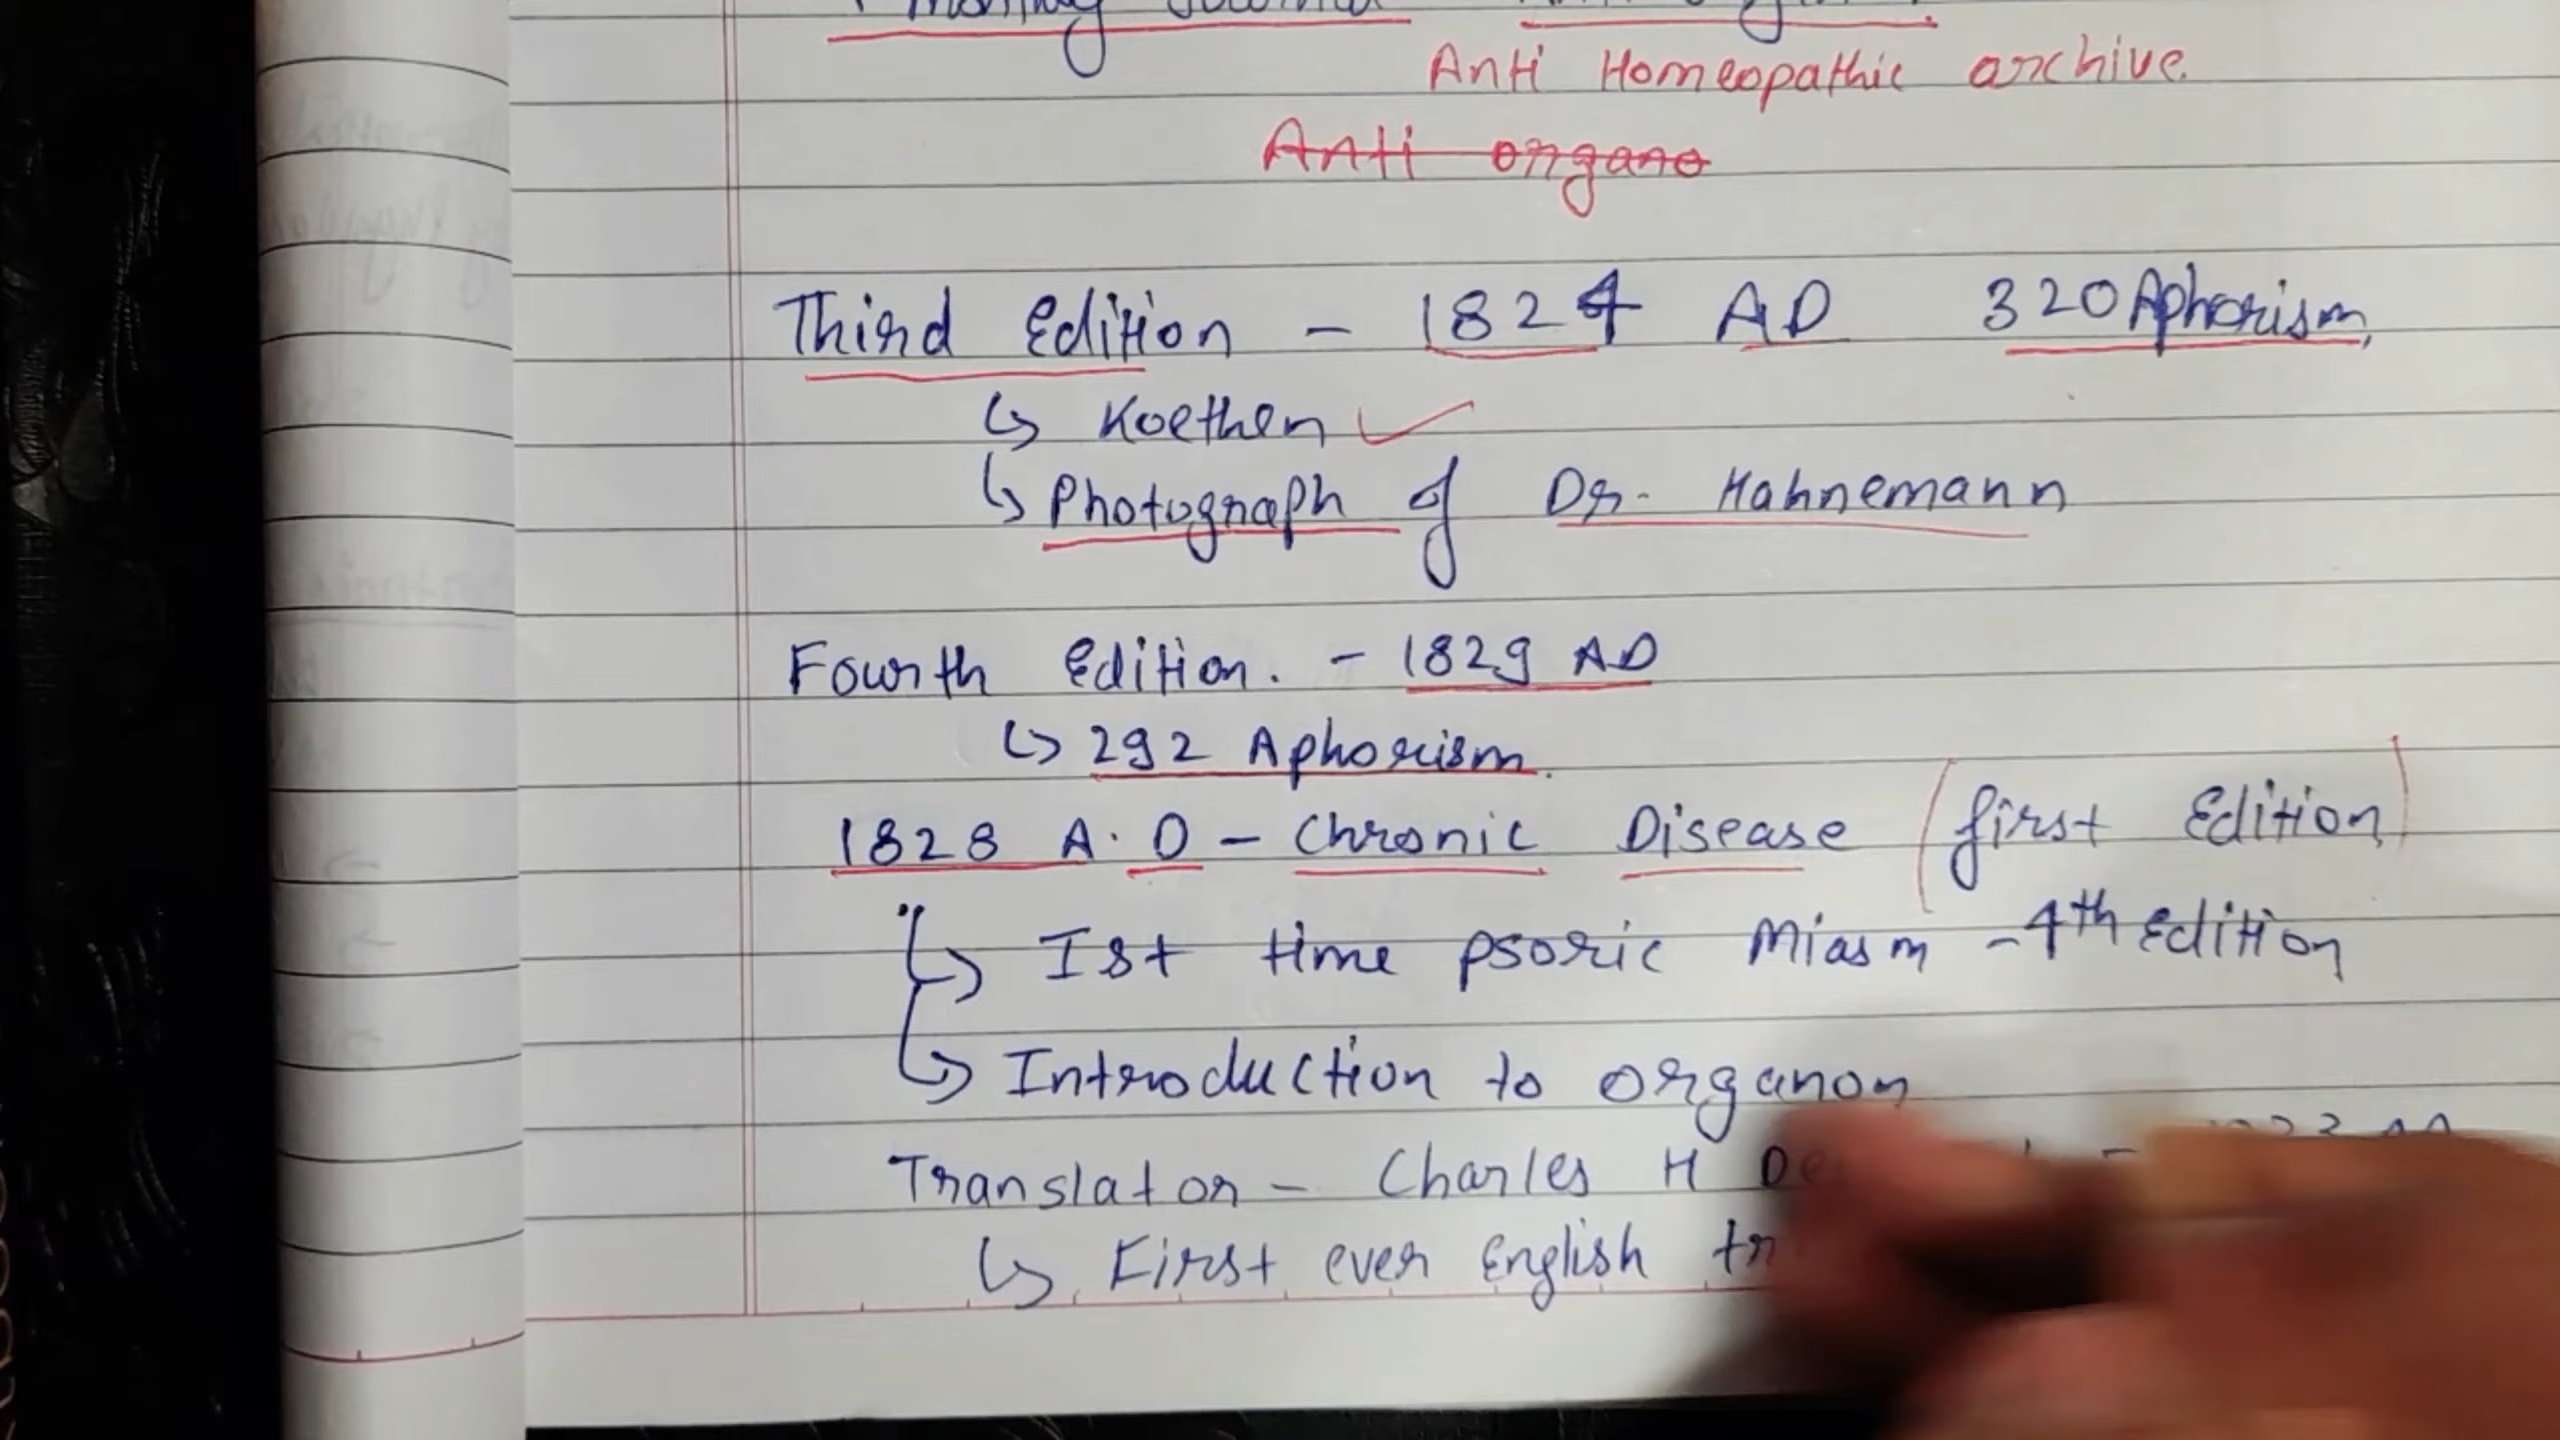 Anti Homeopathic archive.
Anti organo
Third Edition - 1824 AD 320 Aphorism,
↳ Koethen ✓
↳ Photograph of Dr. Hahnemann
Fourth Edition. - 1829 AD
↳ 292 Aphorism.
1828 A.D - Chronic Disease (first Edition)
↳ Ist time psoric Miasm - 4th Edition
↳ Introduction to organon
Translator - Charles H
↳ First ever English